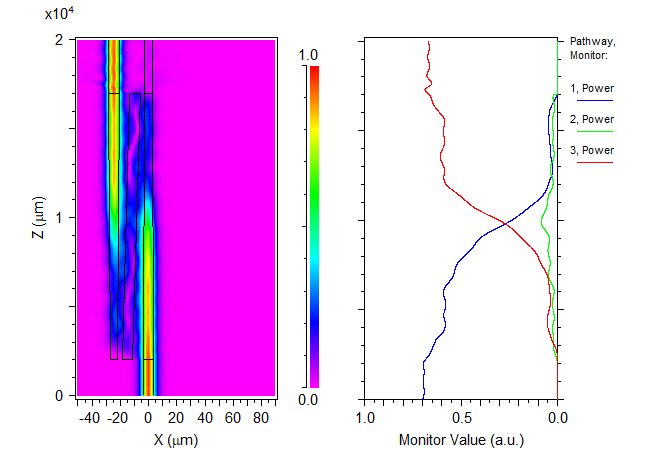 x10⁴
2
1
0
Z (μm)
-40 -20 0 20 40 60 80
X (μm)
1.0
0.0
1.0 0.5 0.0
Monitor Value (a.u.)
Pathway,
Monitor:
1, Power
2, Power
3, Power